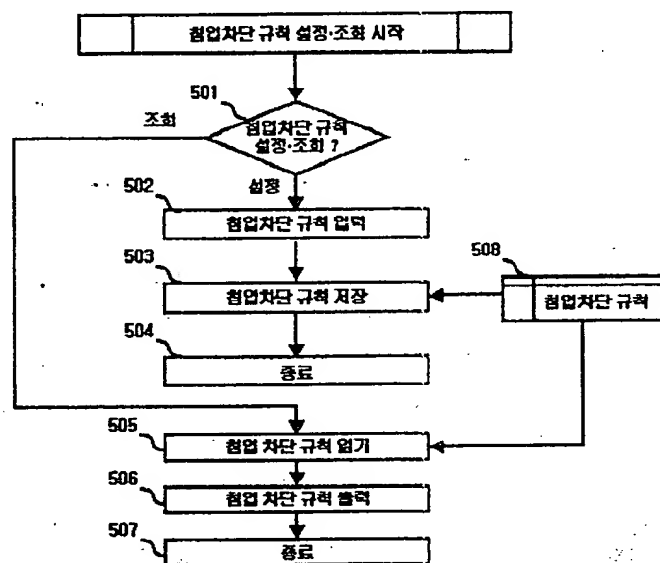 침입차단 규칙 설정·조회 시작
501
조회
침입차단 규칙
설정·조회 ?
설정
502
침입차단 규칙 입력
503
508
침입차단 규칙 저장
침입차단 규칙
504
종료
505
침입 차단 규칙 읽기
506
침입 차단 규칙 출력
507
종료